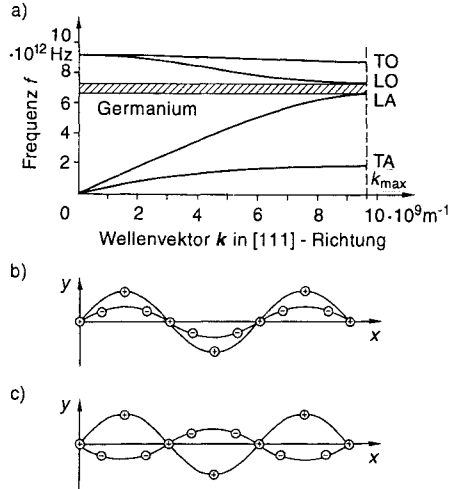 a)
10
·10¹² Hz
8
6
4
2
0
Frequenz f
Germanium
TO
LO
LA
TA
k_max
2 4 6 8 10·10⁹m⁻¹
Wellenvektor k in [111] - Richtung
b)
y
+ − − + − + − + − + − +
x
c)
y
+ − + − + − − + − + − +
x